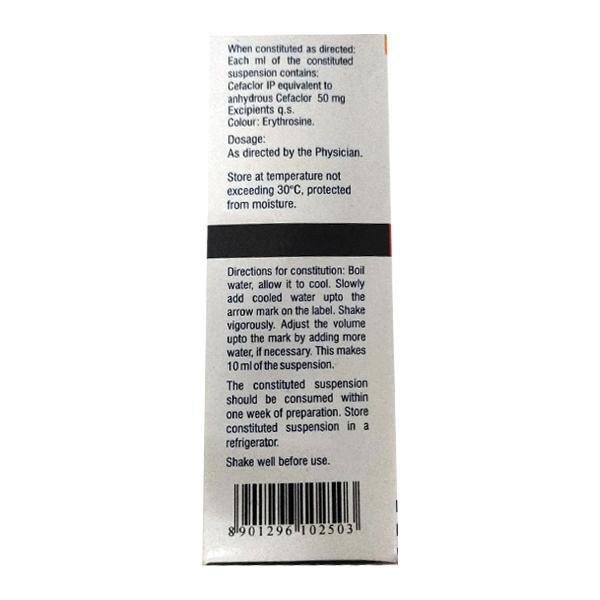 When constituted as directed:
Each ml of the constituted
suspension contains:
Cefaclor IP equivalent to
anhydrous Cefaclor 50 mg
Excipients q.s.
Colour: Erythrosine.
Dosage:
As directed by the Physician.
Store at temperature not
exceeding 30°C, protected
from moisture.
Directions for constitution: Boil
water, allow it to cool. Slowly
add cooled water upto the
arrow mark on the label. Shake
vigorously. Adjust the volume
upto the mark by adding more
water, if necessary. This makes
10 ml of the suspension.
The constituted suspension
should be consumed within
one week of preparation. Store
constituted suspension in a
refrigerator.
Shake well before use.
8 901296 102503